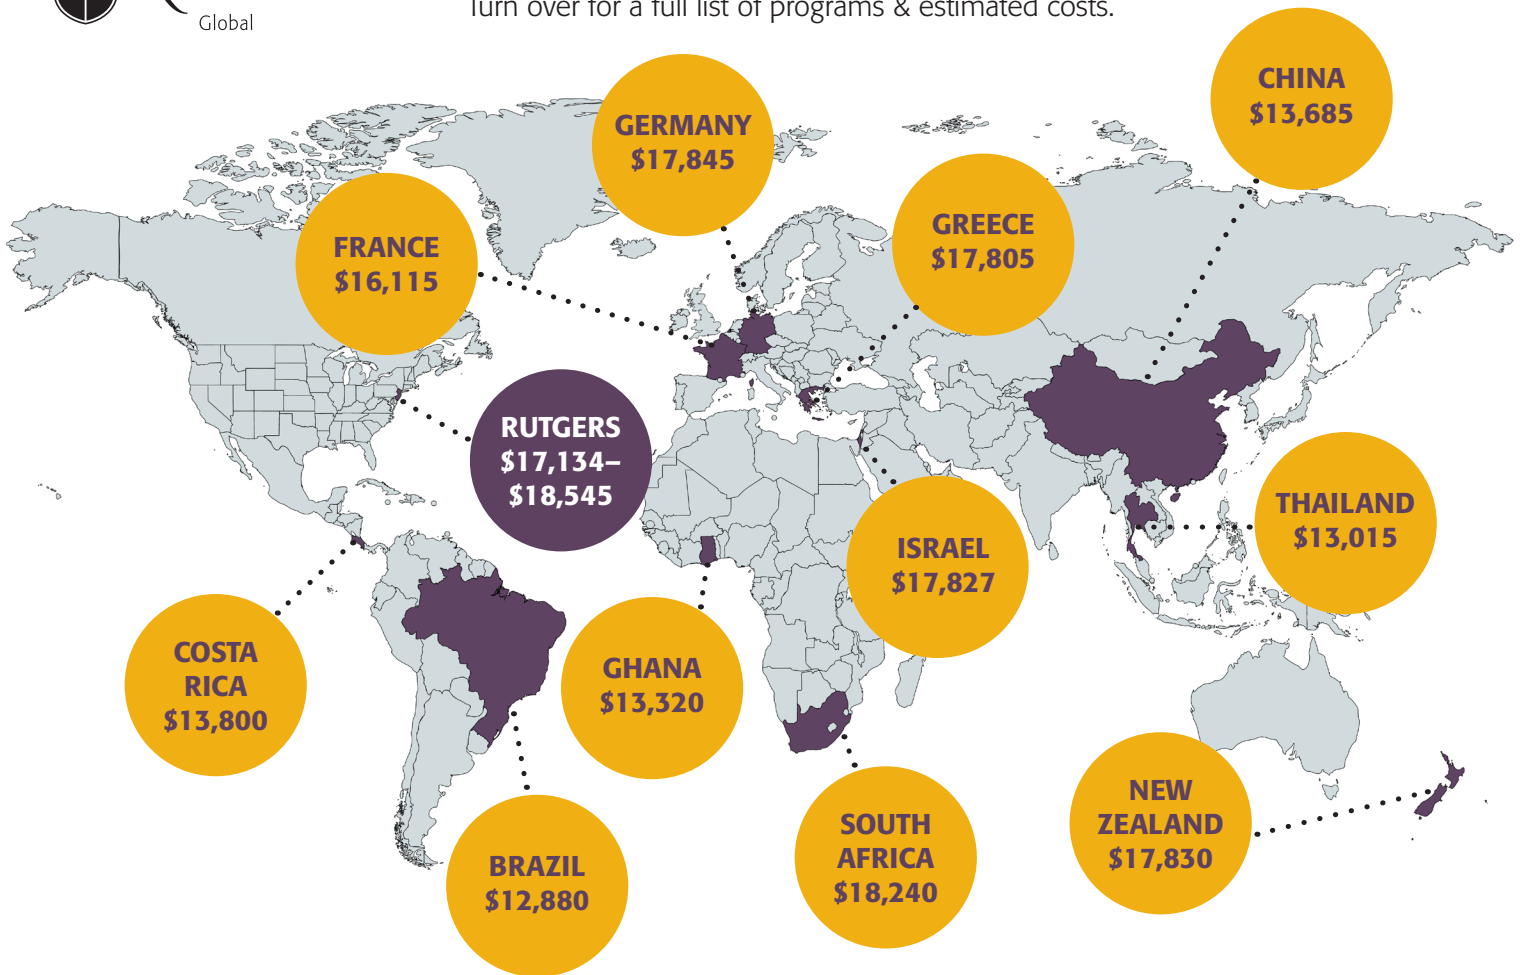 Global
Turn over for a full list of programs & estimated costs.
CHINA
$13,685
GERMANY
$17,845
GREECE
$17,805
FRANCE
$16,115
RUTGERS
$17,134–
$18,545
THAILAND
$13,015
ISRAEL
$17,827
COSTA
RICA
$13,800
GHANA
$13,320
BRAZIL
$12,880
SOUTH
AFRICA
$18,240
NEW
ZEALAND
$17,830